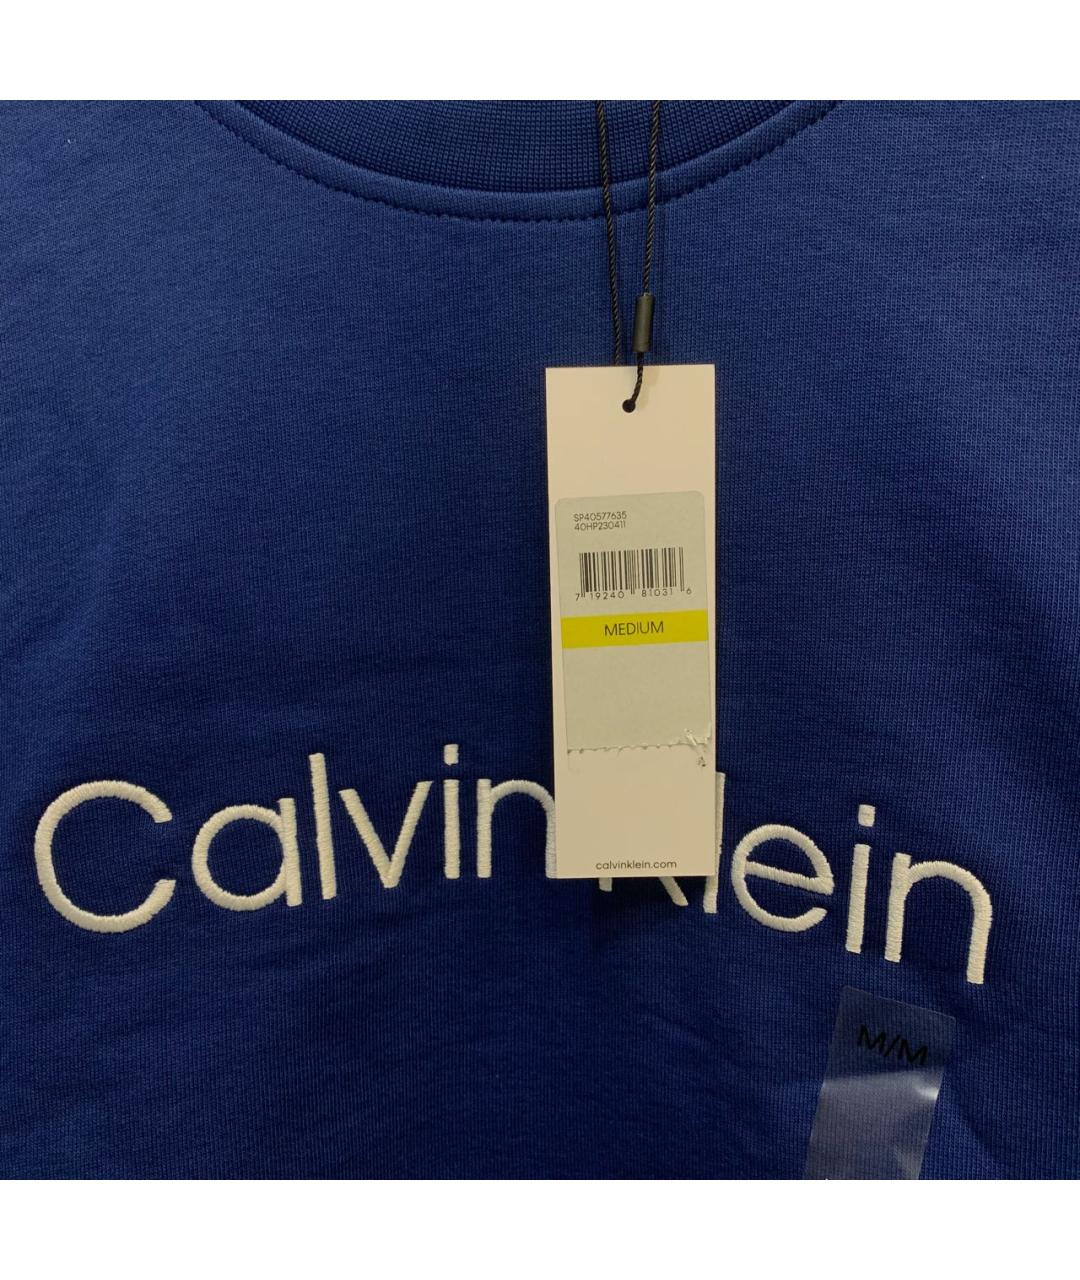 SP40577635
40HP230411
7 19240 81031 6
MEDIUM
Calvin Klein
calvinklein.com
M/M